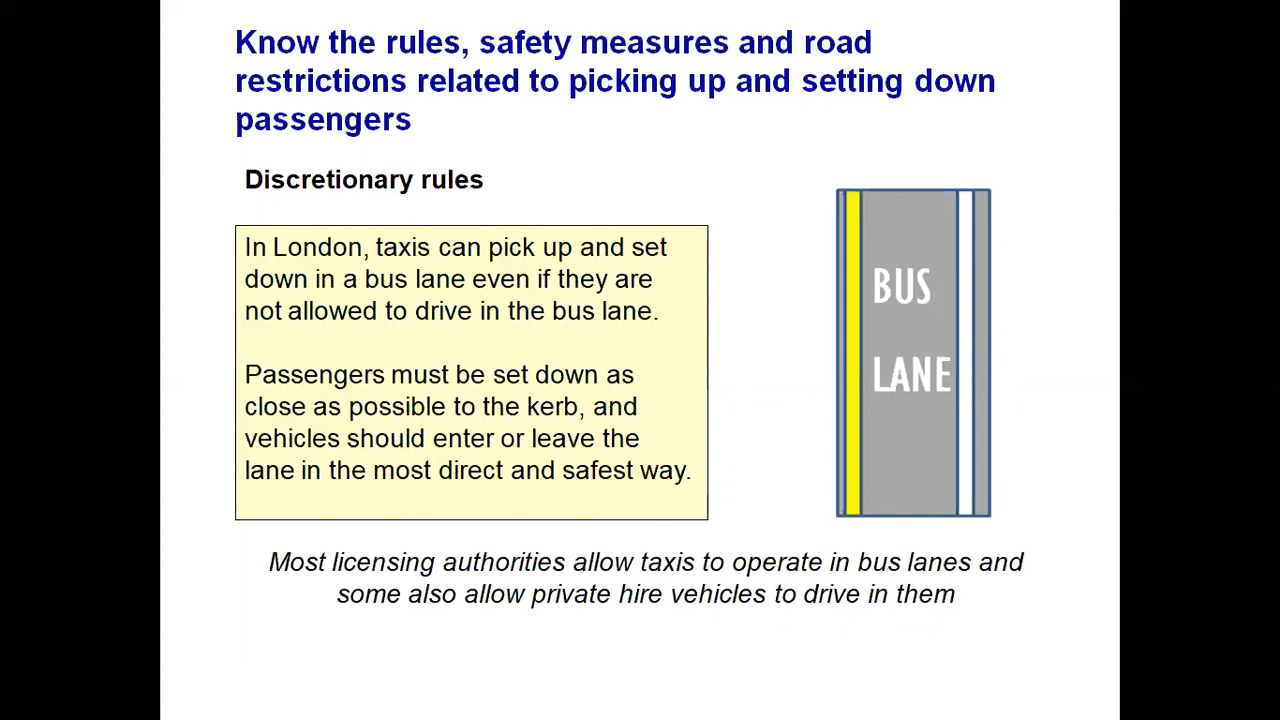 Know the rules, safety measures and road
restrictions related to picking up and setting down
passengers
Discretionary rules
In London, taxis can pick up and set
down in a bus lane even if they are
not allowed to drive in the bus lane.
Passengers must be set down as
close as possible to the kerb, and
vehicles should enter or leave the
lane in the most direct and safest way.
BUS
LANE
Most licensing authorities allow taxis to operate in bus lanes and
some also allow private hire vehicles to drive in them